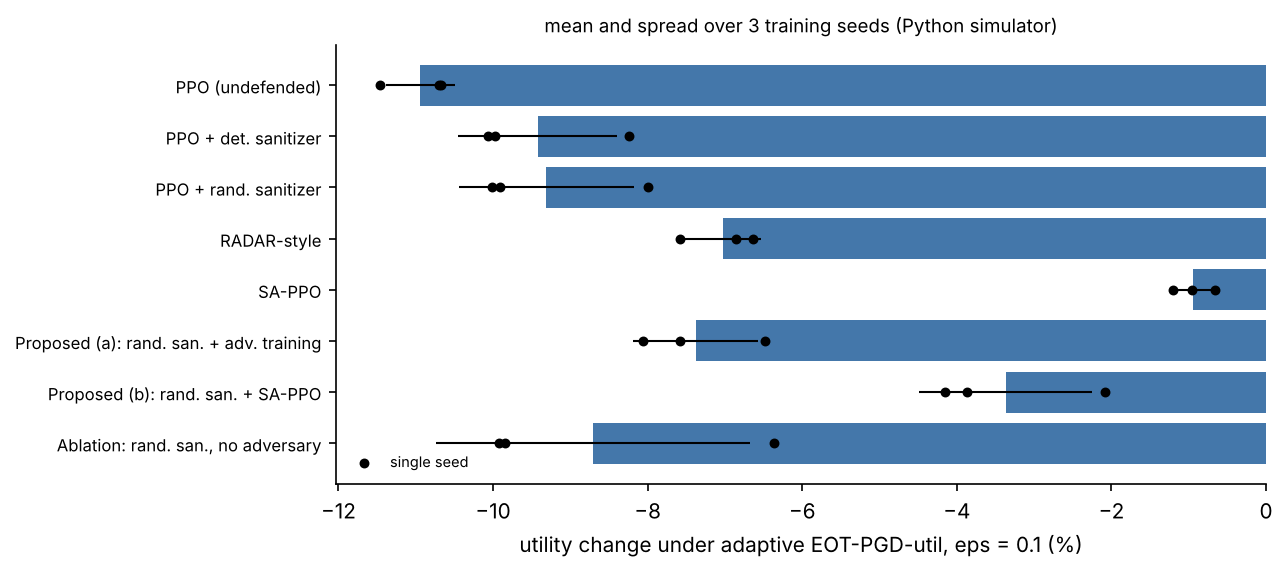 mean and spread over 3 training seeds (Python simulator)
PPO (undefended)
PPO + det. sanitizer
PPO + rand. sanitizer
RADAR-style
SA-PPO
Proposed (a): rand. san. + adv. training
Proposed (b): rand. san. + SA-PPO
Ablation: rand. san., no adversary
single seed
−12 −10 −8 −6 −4 −2 0
utility change under adaptive EOT-PGD-util, eps = 0.1 (%)